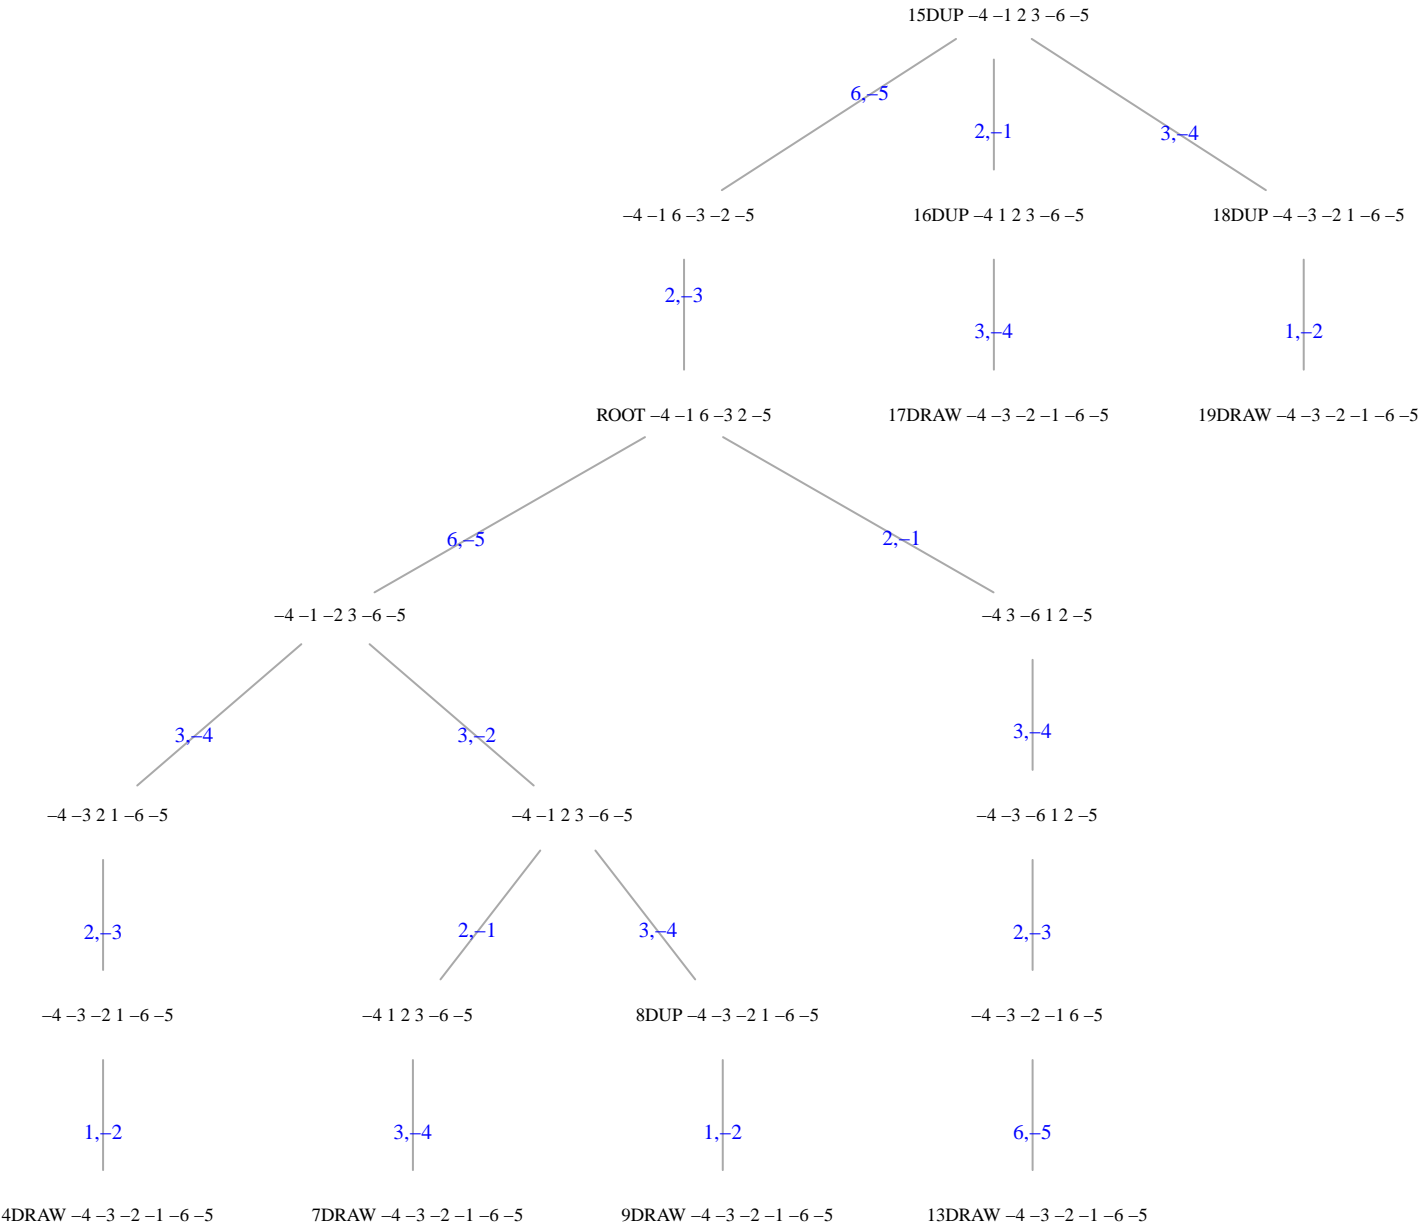 15DUP –4 –1 2 3 –6 –5
6,–5
2,–1
3,–4
–4 –1 6 –3 –2 –5
16DUP –4 1 2 3 –6 –5
18DUP –4 –3 –2 1 –6 –5
2,–3
3,–4
1,–2
ROOT –4 –1 6 –3 2 –5
17DRAW –4 –3 –2 –1 –6 –5
19DRAW –4 –3 –2 –1 –6 –5
6,–5
2,–1
–4 –1 –2 3 –6 –5
–4 3 –6 1 2 –5
3,–4
3,–2
3,–4
–4 –3 2 1 –6 –5
–4 –1 2 3 –6 –5
–4 –3 –6 1 2 –5
2,–3
2,–1
3,–4
2,–3
–4 –3 –2 1 –6 –5
–4 1 2 3 –6 –5
8DUP –4 –3 –2 1 –6 –5
–4 –3 –2 –1 6 –5
1,–2
3,–4
1,–2
6,–5
4DRAW –4 –3 –2 –1 –6 –5
7DRAW –4 –3 –2 –1 –6 –5
9DRAW –4 –3 –2 –1 –6 –5
13DRAW –4 –3 –2 –1 –6 –5